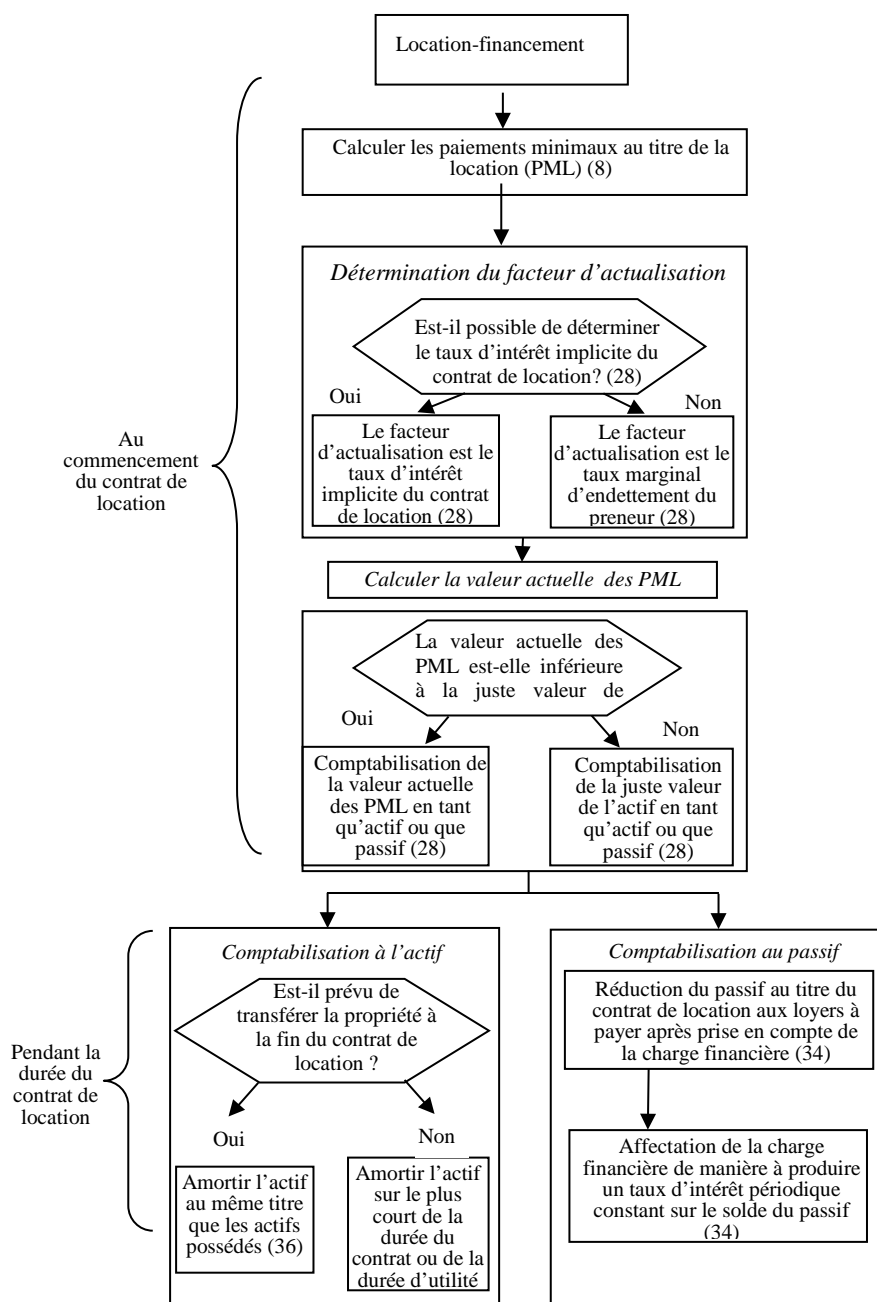 Location-financement
Calculer les paiements minimaux au titre de la
location (PML) (8)
Détermination du facteur d'actualisation
Est-il possible de déterminer
le taux d'intérêt implicite du
contrat de location? (28)
Oui
Non
Le facteur
d'actualisation est le
taux d'intérêt
implicite du contrat
de location (28)
Le facteur
d'actualisation est le
taux marginal
d'endettement du
preneur (28)
Au
commencement
du contrat de
location
Calculer la valeur actuelle des PML
La valeur actuelle des
PML est-elle inférieure
à la juste valeur de
Oui
Non
Comptabilisation de
la valeur actuelle
des PML en tant
qu'actif ou que
passif (28)
Comptabilisation
de la juste valeur
de l'actif en tant
qu'actif ou que
passif (28)
Comptabilisation à l'actif
Est-il prévu de
transférer la propriété à
la fin du contrat de
location ?
Oui
Non
Amortir l'actif
au même titre
que les actifs
possédés (36)
Amortir l'actif
sur le plus
court de la
durée du
contrat ou de la
durée d'utilité
Pendant la
durée du
contrat de
location
Comptabilisation au passif
Réduction du passif au titre du
contrat de location aux loyers à
payer après prise en compte de
la charge financière (34)
Affectation de la charge
financière de manière à produire
un taux d'intérêt périodique
constant sur le solde du passif
(34)